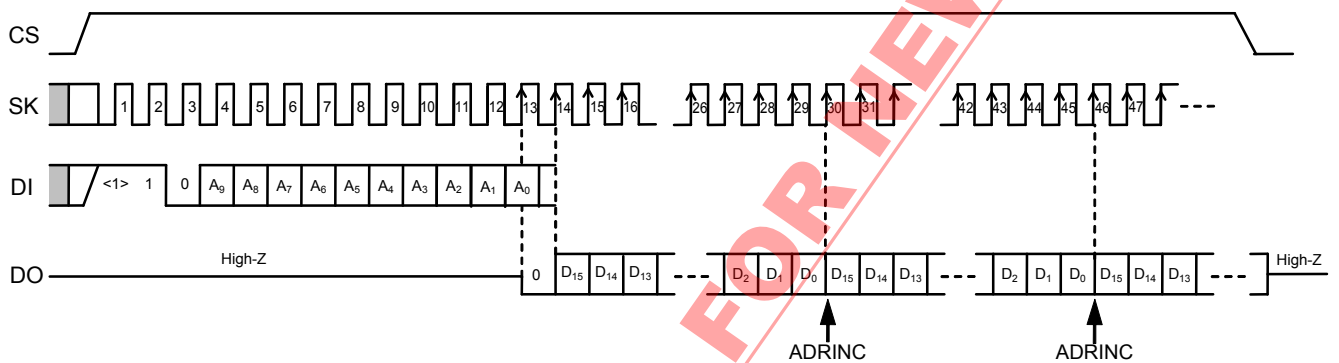 CS
SK 1 2 3 4 5 6 7 8 9 10 11 12 13 14 15 16 26 27 28 29 30 31 42 43 44 45 46 47
DI <1> 1 0 A9 A8 A7 A6 A5 A4 A3 A2 A1 A0
High-Z
DO 0 D15 D14 D13 D2 D1 D0 D15 D14 D13 D2 D1 D0 D15 D14 D13 High-Z
ADRINC ADRINC
FOR NEW